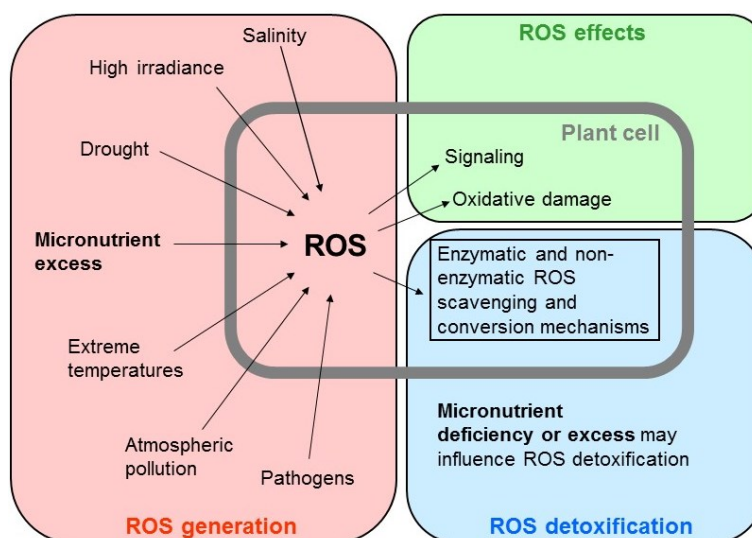 Salinity
High irradiance
Drought
Micronutrient
excess
Extreme
temperatures
Atmospheric
pollution
Pathogens
ROS
ROS generation
ROS effects
Plant cell
Signaling
Oxidative damage
Enzymatic and non-
enzymatic ROS
scavenging and
conversion mechanisms
Micronutrient
deficiency or excess may
influence ROS detoxification
ROS detoxification